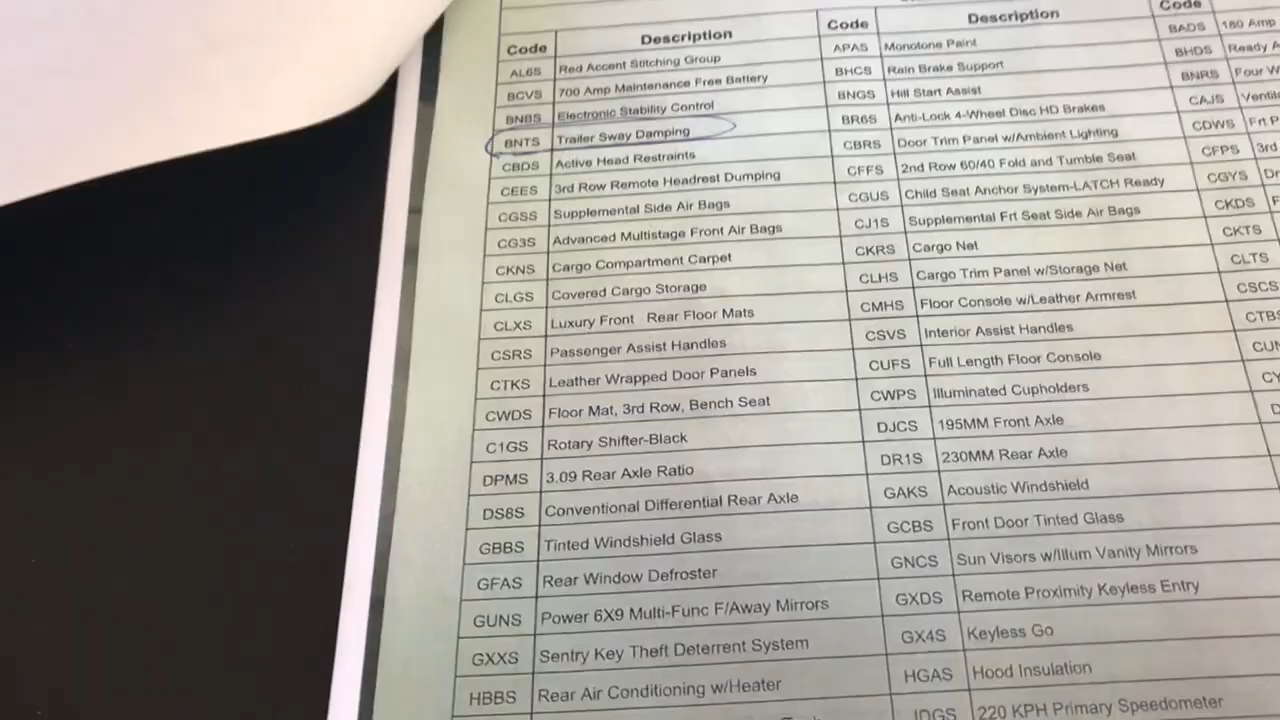 Code Description Code Description Code
AL6S Red Accent Stitching Group APAS Monotone Paint BADS 180 Amp
BCVS 700 Amp Maintenance Free Battery BHCS Rain Brake Support BHDS Ready
BNBS Electronic Stability Control BNGS Hill Start Assist BNRS Four
BNTS Trailer Sway Damping BR6S Anti-Lock 4-Wheel Disc HD Brakes CAJS
CBDS Active Head Restraints CBRS Door Trim Panel w/Ambient Lighting CDWS Frt
CEES 3rd Row Remote Headrest Dumping CFFS 2nd Row 60/40 Fold and Tumble Seat CFPS 3rd
CGSS Supplemental Side Air Bags CGUS Child Seat Anchor System-LATCH Ready CGYS
CG3S Advanced Multistage Front Air Bags CJ1S Supplemental Frt Seat Side Air Bags CKDS
CKNS Cargo Compartment Carpet CKRS Cargo Net CKTS
CLGS Covered Cargo Storage CLHS Cargo Trim Panel w/Storage Net CLTS
CLXS Luxury Front Rear Floor Mats CMHS Floor Console w/Leather Armrest CSCS
CSRS Passenger Assist Handles CSVS Interior Assist Handles
CTKS Leather Wrapped Door Panels CUFS Full Length Floor Console
CWDS Floor Mat, 3rd Row, Bench Seat CWPS Illuminated Cupholders
C1GS Rotary Shifter-Black DJCS 195MM Front Axle
DPMS 3.09 Rear Axle Ratio DR1S 230MM Rear Axle
DS8S Conventional Differential Rear Axle GAKS Acoustic Windshield
GBBS Tinted Windshield Glass GCBS Front Door Tinted Glass
GFAS Rear Window Defroster GNCS Sun Visors w/Illum Vanity Mirrors
GUNS Power 6X9 Multi-Func F/Away Mirrors GXDS Remote Proximity Keyless Entry
GXXS Sentry Key Theft Deterrent System GX4S Keyless Go
HBBS Rear Air Conditioning w/Heater HGAS Hood Insulation
JDGS 220 KPH Primary Speedometer